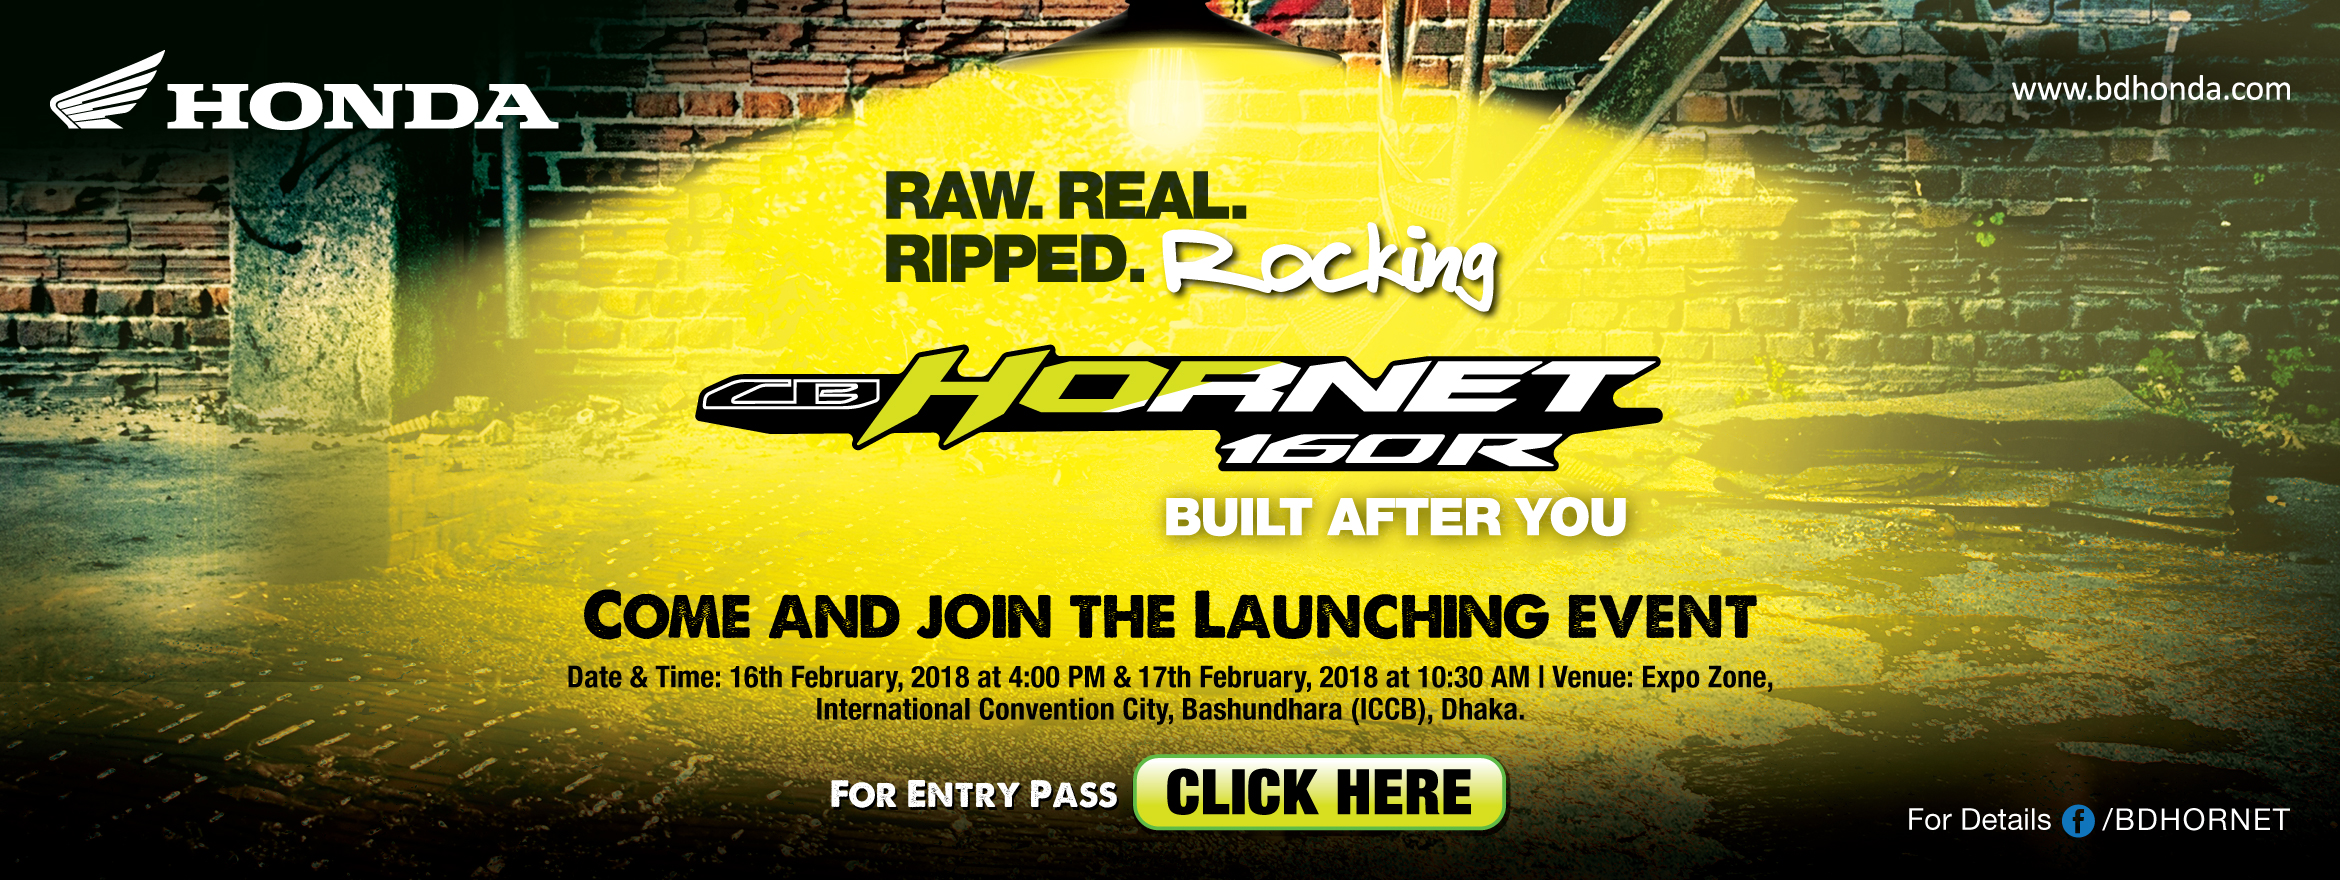 HONDA
www.bdhonda.com
RAW. REAL.
RIPPED. Rocking
CB HORNET
160R
BUILT AFTER YOU
COME AND JOIN THE LAUNCHING EVENT
Date & Time: 16th February, 2018 at 4:00 PM & 17th February, 2018 at 10:30 AM | Venue: Expo Zone,
International Convention City, Bashundhara (ICCB), Dhaka.
FOR ENTRY PASS CLICK HERE
For Details f /BDHORNET